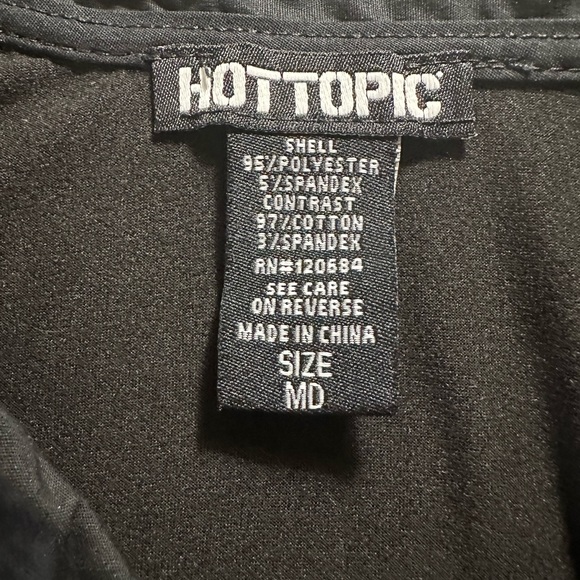 HOTTOPIC
SHELL
95%POLYESTER
5%SPANDEX
CONTRAST
97%COTTON
3%SPANDEX
RN#120684
SEE CARE
ON REVERSE
MADE IN CHINA
SIZE
MD